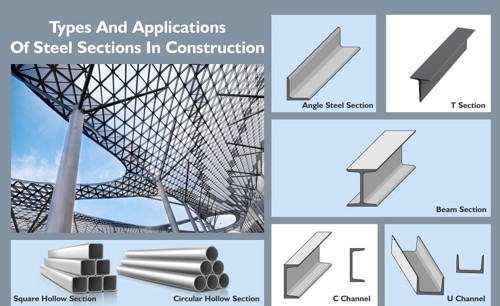 Types And Applications
Of Steel Sections In Construction
Angle Steel Section
T Section
Beam Section
Square Hollow Section
Circular Hollow Section
C Channel
U Channel